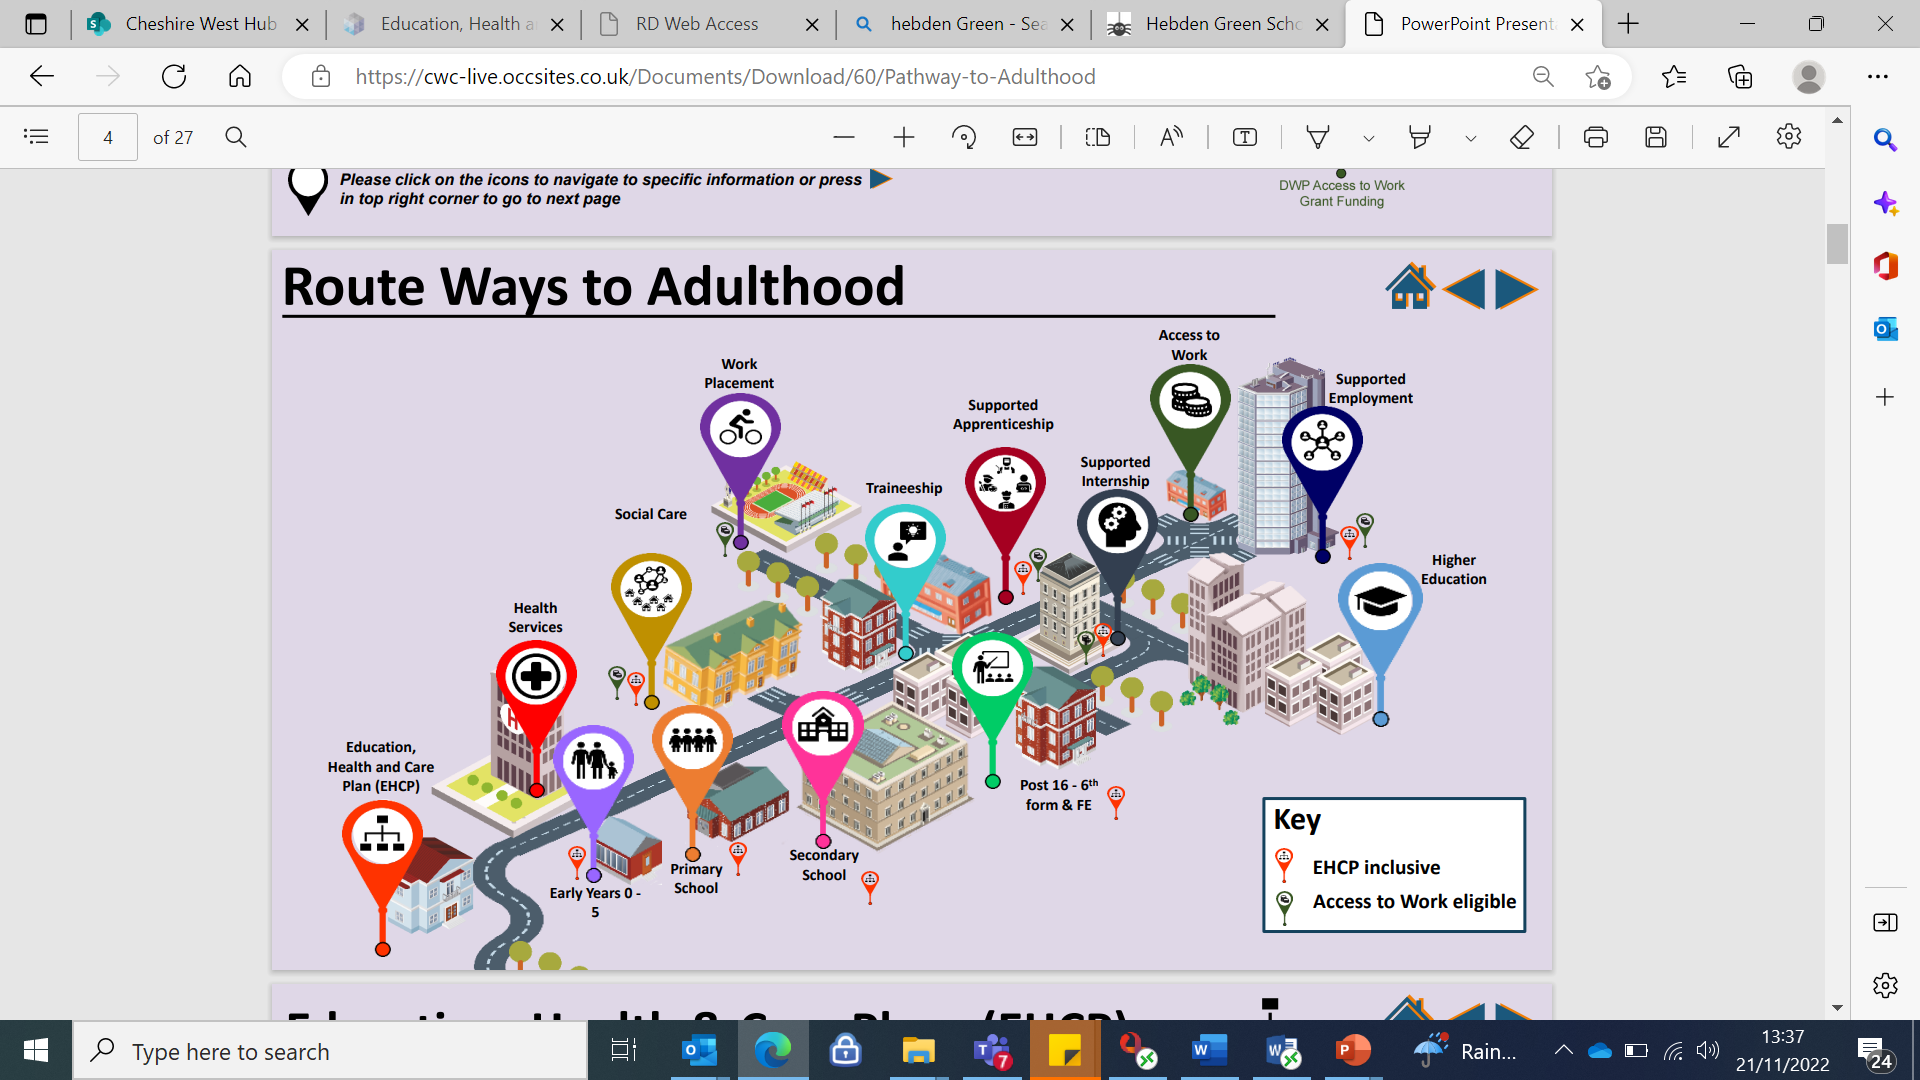 Cheshire West Hub
Education, Health a
RD Web Access
hebden Green - Sea
Hebden Green Scho
PowerPoint Presenta
https://cwc-live.occsites.co.uk/Documents/Download/60/Pathway-to-Adulthood
4 of 27
Please click on the icons to navigate to specific information or press
in top right corner to go to next page
DWP Access to Work
Grant Funding
Route Ways to Adulthood
Access to
Work
Work
Placement
Supported
Employment
Supported
Apprenticeship
Supported
Internship
Traineeship
Social Care
Higher
Education
Health
Services
Education,
Health and Care
Plan (EHCP)
Post 16 - 6th
form & FE
Secondary
School
Primary
School
Early Years 0 -
5
Key
EHCP inclusive
Access to Work eligible
Type here to search
7
Rain...
13:37
21/11/2022
24